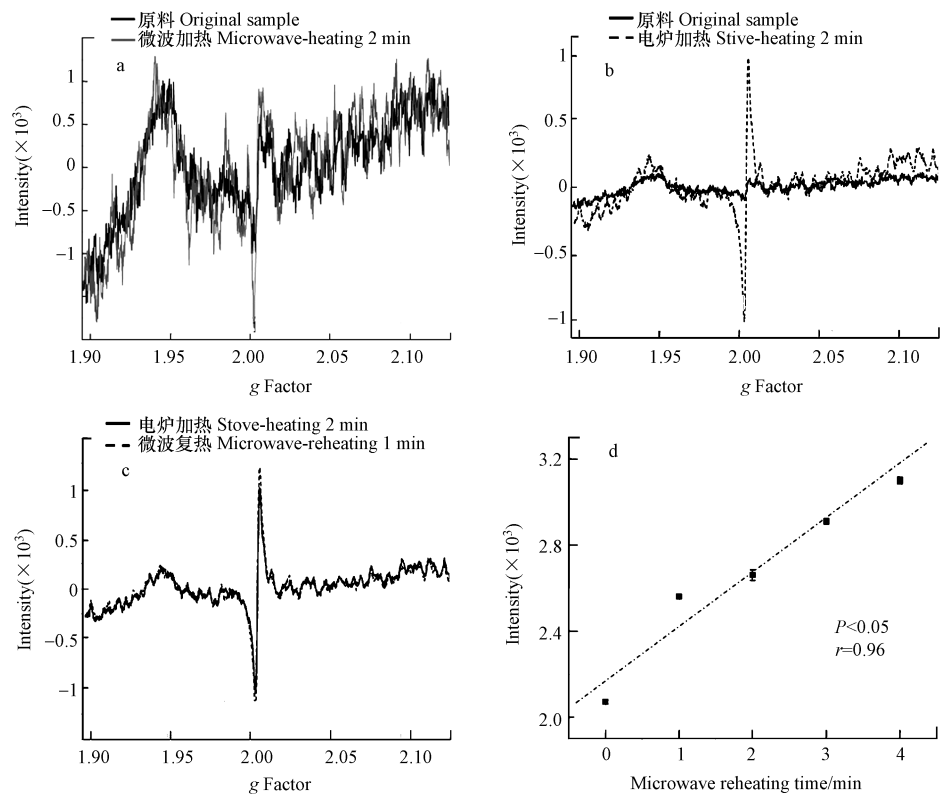 原料 Original sample
微波加热 Microwave-heating 2 min
a
Intensity(×10³)
1
0.5
0
−0.5
−1
1.90 1.95 2.00 2.05 2.10
g Factor
原料 Original sample
电炉加热 Stive-heating 2 min
b
Intensity(×10³)
1
0.5
0
−0.5
−1
1.90 1.95 2.00 2.05 2.10
g Factor
电炉加热 Stove-heating 2 min
微波复热 Microwave-reheating 1 min
c
Intensity(×10³)
1
0.5
0
−0.5
−1
1.90 1.95 2.00 2.05 2.10
g Factor
d
Intensity(×10³)
3.2
2.8
2.4
2.0
P<0.05
r=0.96
0 1 2 3 4
Microwave reheating time/min